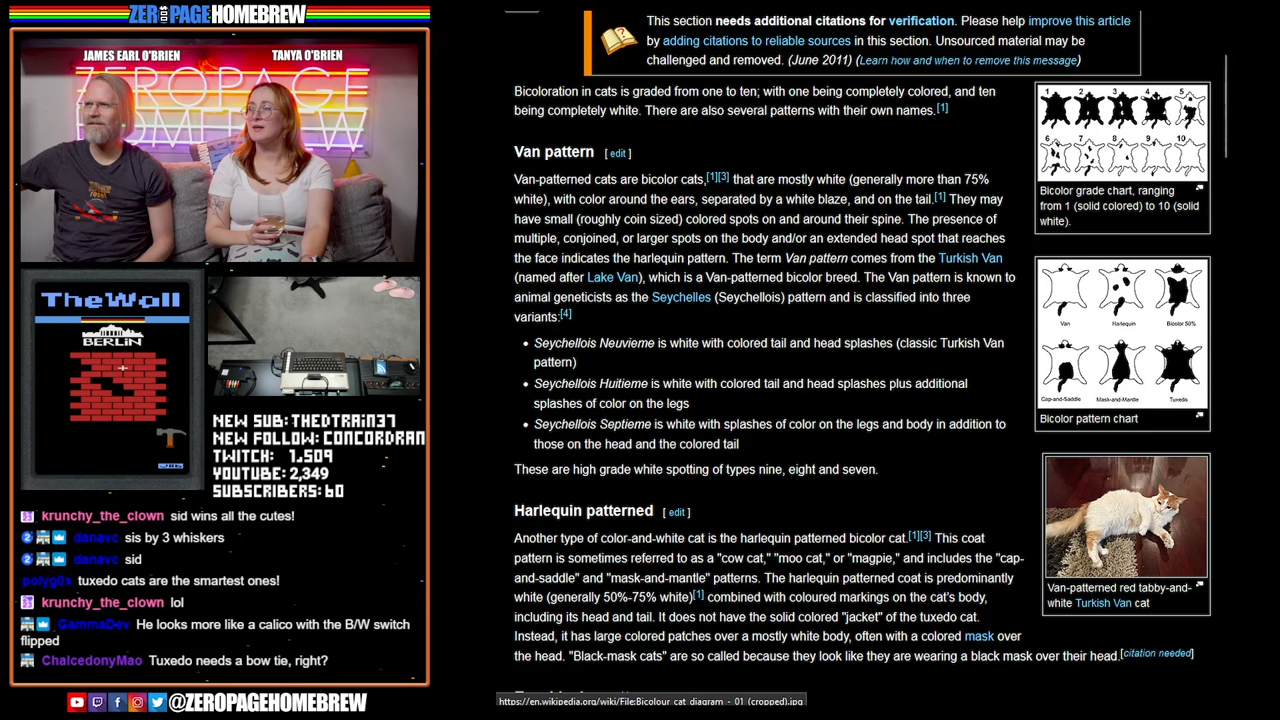 ZEROPAGEHOMEBREW
JAMES EARL O'BRIEN
TANYA O'BRIEN
ZEROPAGE
HOMEBREW
TheWall
BERLIN
NEW SUB: THEDTRAIN37
NEW FOLLOW: CONCORDRAN
TWITCH: 1,509
YOUTUBE: 2,349
SUBSCRIBERS: 60
krunchy_the_clown sid wins all the cutes!
danavc sis by 3 whiskers
danavc sid
polyg0x tuxedo cats are the smartest ones!
krunchy_the_clown lol
GammaDev He looks more like a calico with the B/W switch
flipped
ChalcedonyMao Tuxedo needs a bow tie, right?
@ZEROPAGEHOMEBREW
This section needs additional citations for verification. Please help improve this article
by adding citations to reliable sources in this section. Unsourced material may be
challenged and removed. (June 2011) (Learn how and when to remove this message)
Bicoloration in cats is graded from one to ten; with one being completely colored, and ten
being completely white. There are also several patterns with their own names.[1]
Van pattern [ edit ]
Van-patterned cats are bicolor cats,[1][3] that are mostly white (generally more than 75%
white), with color around the ears, separated by a white blaze, and on the tail.[1] They may
have small (roughly coin sized) colored spots on and around their spine. The presence of
multiple, conjoined, or larger spots on the body and/or an extended head spot that reaches
the face indicates the harlequin pattern. The term Van pattern comes from the Turkish Van
(named after Lake Van), which is a Van-patterned bicolor breed. The Van pattern is known to
animal geneticists as the Seychelles (Seychellois) pattern and is classified into three
variants:[4]
• Seychellois Neuvieme is white with colored tail and head splashes (classic Turkish Van
pattern)
• Seychellois Huitieme is white with colored tail and head splashes plus additional
splashes of color on the legs
• Seychellois Septieme is white with splashes of color on the legs and body in addition to
those on the head and the colored tail
These are high grade white spotting of types nine, eight and seven.
Harlequin patterned [ edit ]
Another type of color-and-white cat is the harlequin patterned bicolor cat.[1][3] This coat
pattern is sometimes referred to as a "cow cat," "moo cat," or "magpie," and includes the "cap-
and-saddle" and "mask-and-mantle" patterns. The harlequin patterned coat is predominantly
white (generally 50%-75% white)[1] combined with coloured markings on the cat's body,
including its head and tail. It does not have the solid colored "jacket" of the tuxedo cat.
Instead, it has large colored patches over a mostly white body, often with a colored mask over
the head. "Black-mask cats" are so called because they look like they are wearing a black mask over their head.[citation needed]
1 2 3 4 5
6 7 8 9 10
Bicolor grade chart, ranging
from 1 (solid colored) to 10 (solid
white).
Van Harlequin Bicolor 50%
Cap-and-Saddle Mask-and-Mantle Tuxedo
Bicolor pattern chart
Van-patterned red tabby-and-
white Turkish Van cat
https://en.wikipedia.org/wiki/File:Bicolour_cat_diagram_-_01_(cropped).jpg